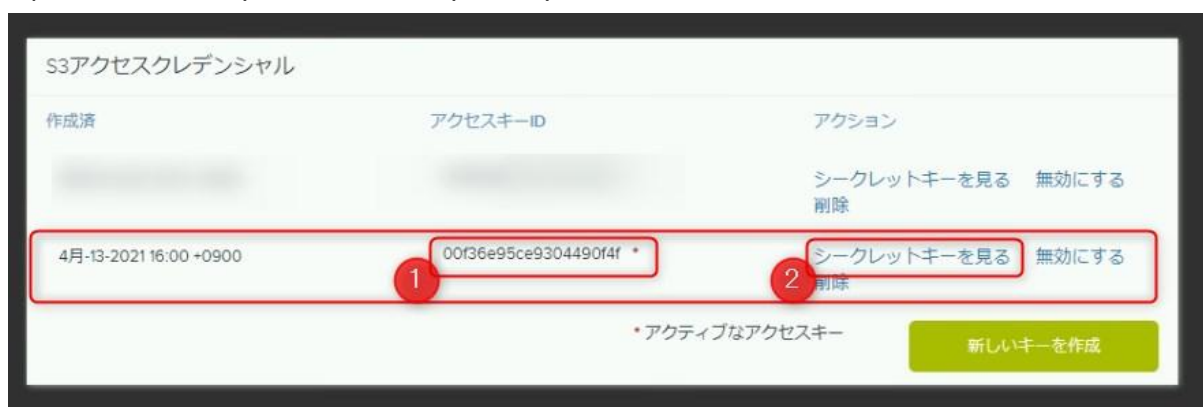 S3アクセスクレデンシャル
作成済 アクセスキーID アクション
シークレットキーを見る 無効にする
削除
4月-13-2021 16:00 +0900 00f36e95ce9304490f4f * シークレットキーを見る 無効にする
1 2 削除
* アクティブなアクセスキー 新しいキーを作成